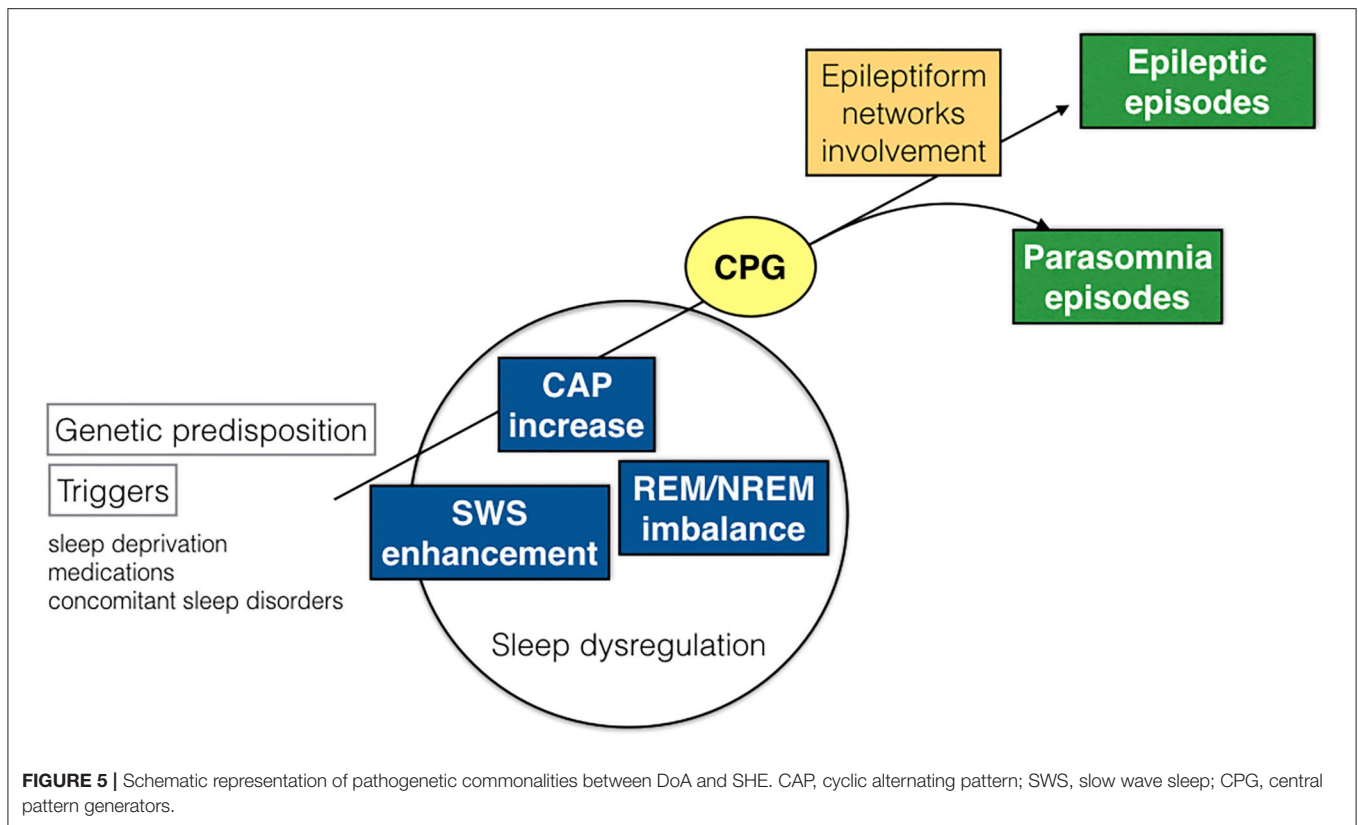 Epileptiform
networks
involvement
Epileptic
episodes
CPG
Parasomnia
episodes
CAP
increase
Genetic predisposition
Triggers
sleep deprivation
medications
concomitant sleep disorders
SWS
enhancement
REM/NREM
imbalance
Sleep dysregulation
FIGURE 5 | Schematic representation of pathogenetic commonalities between DoA and SHE. CAP, cyclic alternating pattern; SWS, slow wave sleep; CPG, central
pattern generators.